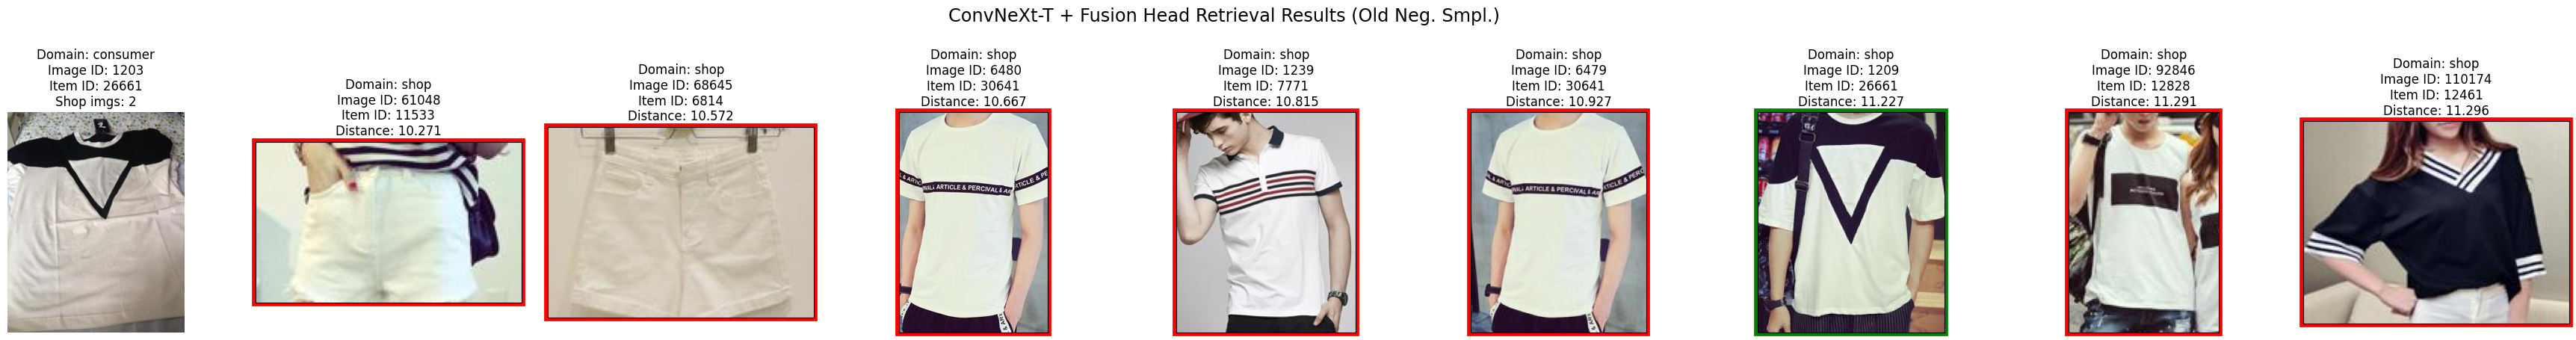 ConvNeXt-T + Fusion Head Retrieval Results (Old Neg. Smpl.)
Domain: consumer
Image ID: 1203
Item ID: 26661
Shop imgs: 2
Domain: shop
Image ID: 61048
Item ID: 11533
Distance: 10.271
Domain: shop
Image ID: 68645
Item ID: 6814
Distance: 10.572
Domain: shop
Image ID: 6480
Item ID: 30641
Distance: 10.667
ARTICLE & PERCIVAL
Domain: shop
Image ID: 1239
Item ID: 7771
Distance: 10.815
Domain: shop
Image ID: 6479
Item ID: 30641
Distance: 10.927
ARTICLE & PERCIVAL
Domain: shop
Image ID: 1209
Item ID: 26661
Distance: 11.227
Domain: shop
Image ID: 92846
Item ID: 12828
Distance: 11.291
Domain: shop
Image ID: 110174
Item ID: 12461
Distance: 11.296